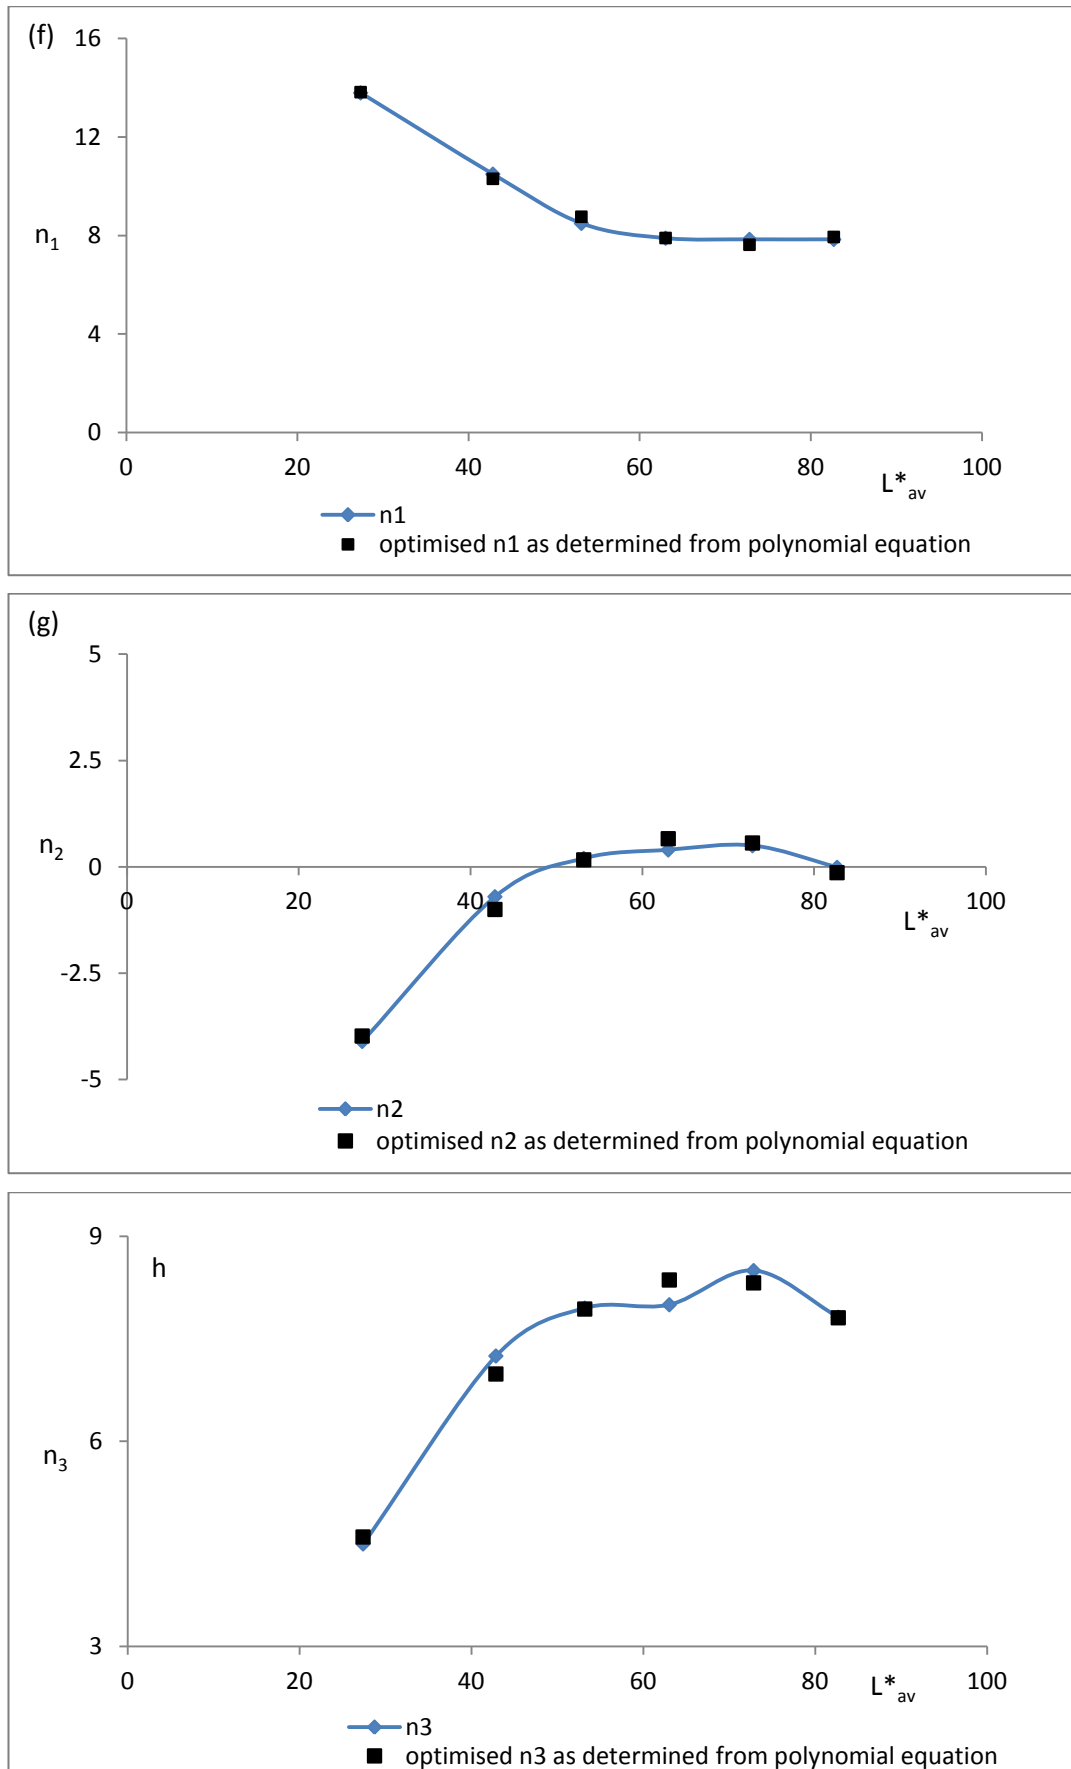 (f)
16
12
n1
8
4
0
0 20 40 60 80 100
L*av
n1
optimised n1 as determined from polynomial equation
(g)
5
2.5
n2
0
0 20 40 60 80 100
L*av
-2.5
-5
n2
optimised n2 as determined from polynomial equation
9
h
6
n3
3
0 20 40 60 80 100
L*av
n3
optimised n3 as determined from polynomial equation